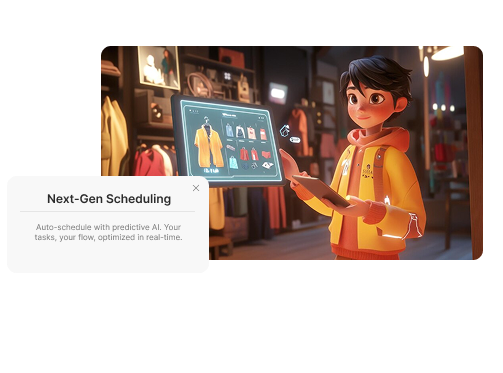 Next-Gen Scheduling
Auto-schedule with predictive AI. Your
tasks, your flow, optimized in real-time.